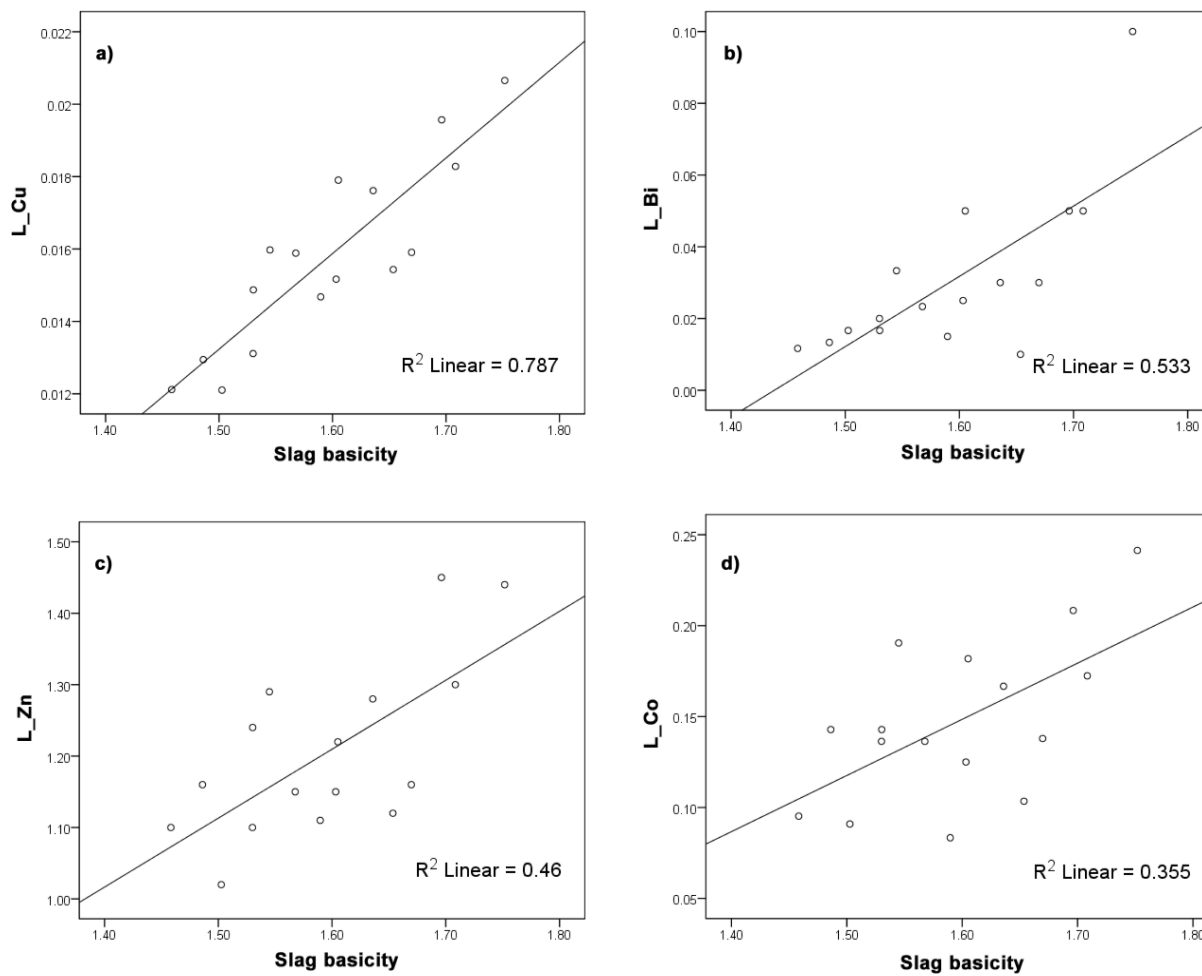 a)
L_Cu
0.022
0.02
0.018
0.016
0.014
0.012
R² Linear = 0.787
1.40 1.50 1.60 1.70 1.80
Slag basicity
b)
L_Bi
0.10
0.08
0.06
0.04
0.02
0.00
R² Linear = 0.533
1.40 1.50 1.60 1.70 1.80
Slag basicity
c)
L_Zn
1.50
1.40
1.30
1.20
1.10
1.00
R² Linear = 0.46
1.40 1.50 1.60 1.70 1.80
Slag basicity
d)
L_Co
0.25
0.20
0.15
0.10
0.05
R² Linear = 0.355
1.40 1.50 1.60 1.70 1.80
Slag basicity